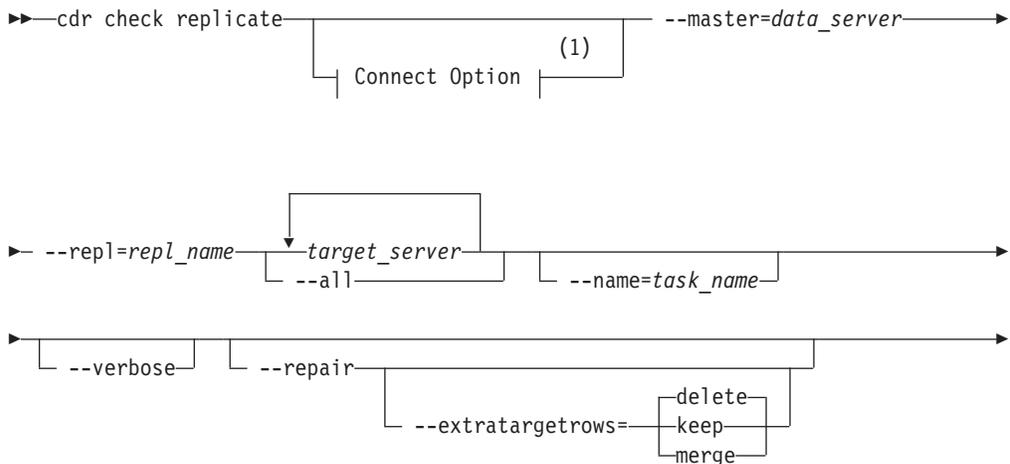 cdr check replicate --master=data_server
(1)
Connect Option
--repl=repl_name target_server
--all
--name=task_name
--verbose
--repair
delete
--extratargetrows= keep
merge